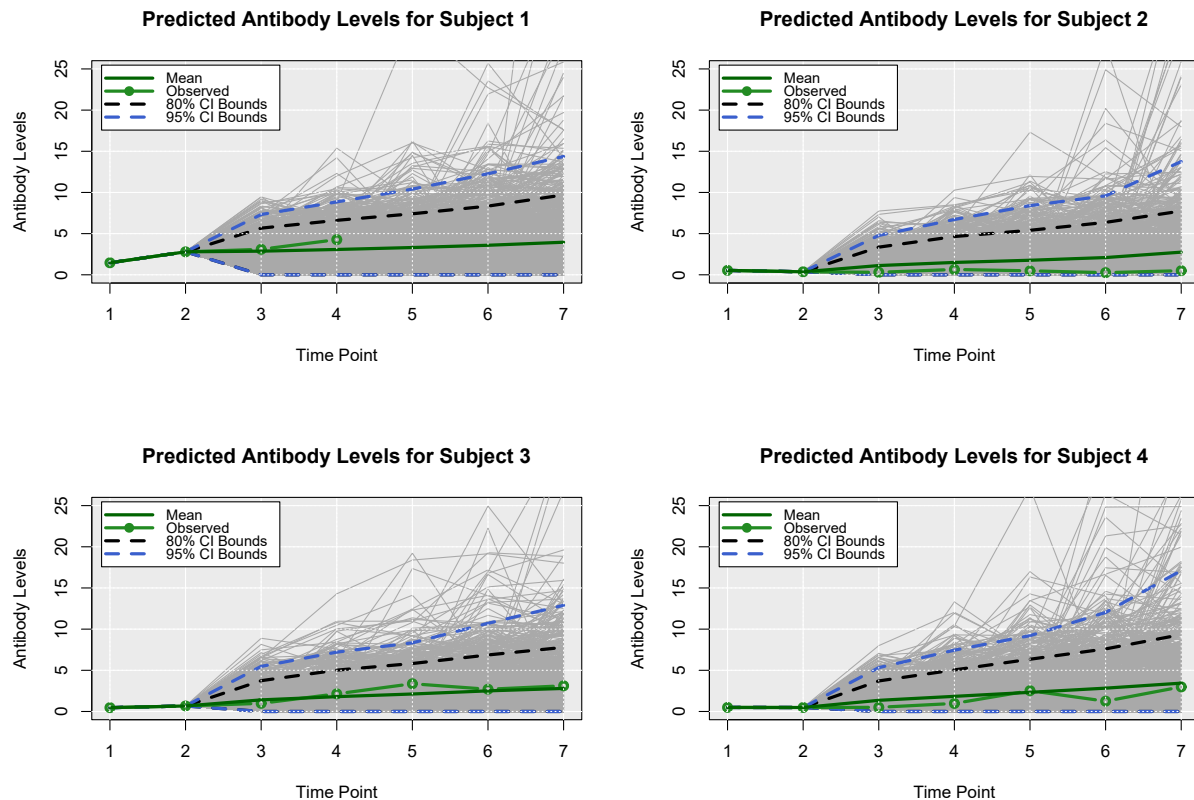 Predicted Antibody Levels for Subject 1
Antibody Levels
25
20
15
10
5
0
Mean
Observed
80% CI Bounds
95% CI Bounds
1 2 3 4 5 6 7
Time Point
Predicted Antibody Levels for Subject 2
Antibody Levels
25
20
15
10
5
0
Mean
Observed
80% CI Bounds
95% CI Bounds
1 2 3 4 5 6 7
Time Point
Predicted Antibody Levels for Subject 3
Antibody Levels
25
20
15
10
5
0
Mean
Observed
80% CI Bounds
95% CI Bounds
1 2 3 4 5 6 7
Time Point
Predicted Antibody Levels for Subject 4
Antibody Levels
25
20
15
10
5
0
Mean
Observed
80% CI Bounds
95% CI Bounds
1 2 3 4 5 6 7
Time Point